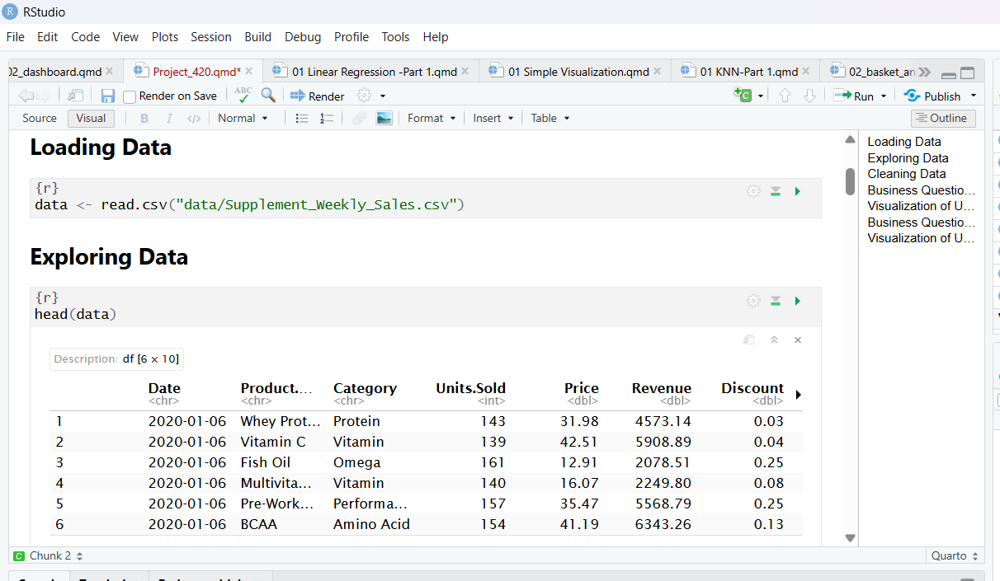 RStudio
File Edit Code View Plots Session Build Debug Profile Tools Help
02_dashboard.qmd Project_420.qmd* 01 Linear Regression -Part 1.qmd 01 Simple Visualization.qmd 01 KNN-Part 1.qmd 02_basket_an
Render on Save ABC Render Run Publish
Source Visual B I </> Normal Format Insert Table Outline
Loading Data
{r}
data <- read.csv("data/Supplement_Weekly_Sales.csv")
Exploring Data
{r}
head(data)
Description: df [6 × 10]
Date Product.… Category Units.Sold Price Revenue Discount
<chr> <chr> <chr> <int> <dbl> <dbl> <dbl>
1 2020-01-06 Whey Prot… Protein 143 31.98 4573.14 0.03
2 2020-01-06 Vitamin C Vitamin 139 42.51 5908.89 0.04
3 2020-01-06 Fish Oil Omega 161 12.91 2078.51 0.25
4 2020-01-06 Multivita… Vitamin 140 16.07 2249.80 0.08
5 2020-01-06 Pre-Work… Performa… 157 35.47 5568.79 0.25
6 2020-01-06 BCAA Amino Acid 154 41.19 6343.26 0.13
Loading Data
Exploring Data
Cleaning Data
Business Questio…
Visualization of U…
Business Questio…
Visualization of U…
Chunk 2 Quarto